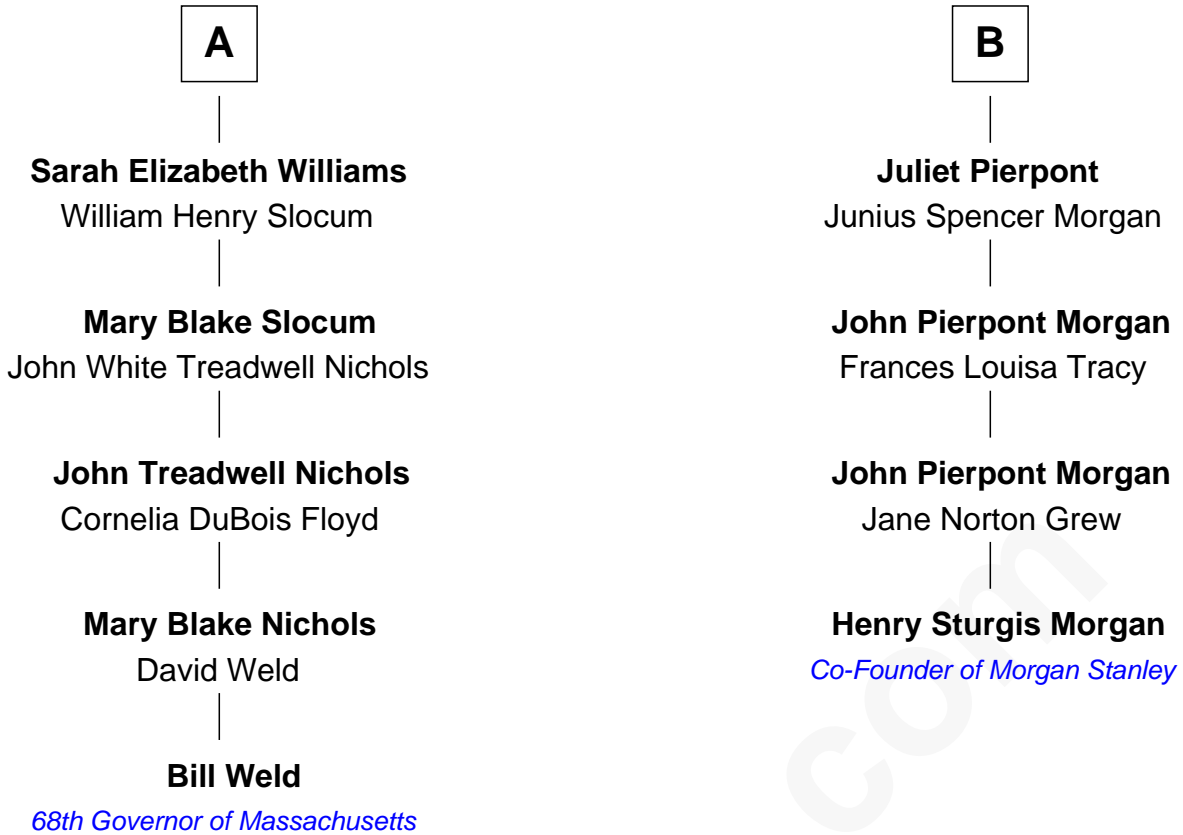 A
Sarah Elizabeth Williams
William Henry Slocum
Mary Blake Slocum
John White Treadwell Nichols
John Treadwell Nichols
Cornelia DuBois Floyd
Mary Blake Nichols
David Weld
Bill Weld
68th Governor of Massachusetts
B
Juliet Pierpont
Junius Spencer Morgan
John Pierpont Morgan
Frances Louisa Tracy
John Pierpont Morgan
Jane Norton Grew
Henry Sturgis Morgan
Co-Founder of Morgan Stanley
com